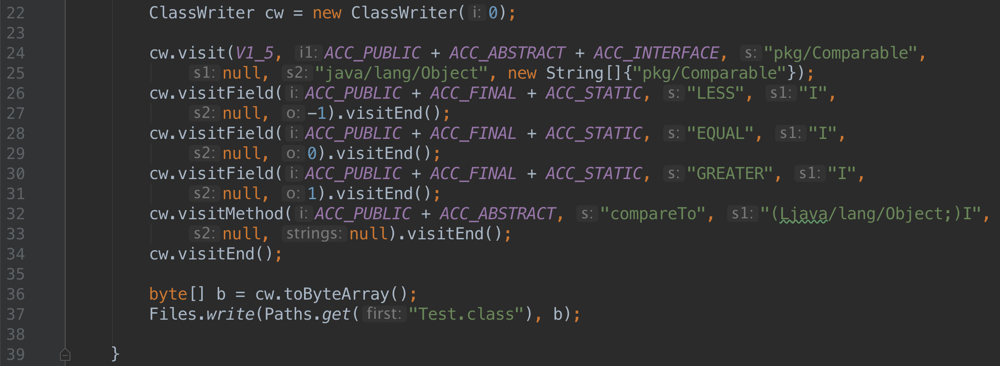 22 ClassWriter cw = new ClassWriter( i: 0);
23
24 cw.visit(V1_5, i1: ACC_PUBLIC + ACC_ABSTRACT + ACC_INTERFACE, s: "pkg/Comparable",
25 s1: null, s2: "java/lang/Object", new String[]{"pkg/Comparable"});
26 cw.visitField( i: ACC_PUBLIC + ACC_FINAL + ACC_STATIC, s: "LESS", s1: "I",
27 s2: null, o: -1).visitEnd();
28 cw.visitField( i: ACC_PUBLIC + ACC_FINAL + ACC_STATIC, s: "EQUAL", s1: "I",
29 s2: null, o: 0).visitEnd();
30 cw.visitField( i: ACC_PUBLIC + ACC_FINAL + ACC_STATIC, s: "GREATER", s1: "I",
31 s2: null, o: 1).visitEnd();
32 cw.visitMethod( i: ACC_PUBLIC + ACC_ABSTRACT, s: "compareTo", s1: "(Ljava/lang/Object;)I",
33 s2: null, strings: null).visitEnd();
34 cw.visitEnd();
35
36 byte[] b = cw.toByteArray();
37 Files.write(Paths.get( first: "Test.class"), b);
38
39 }